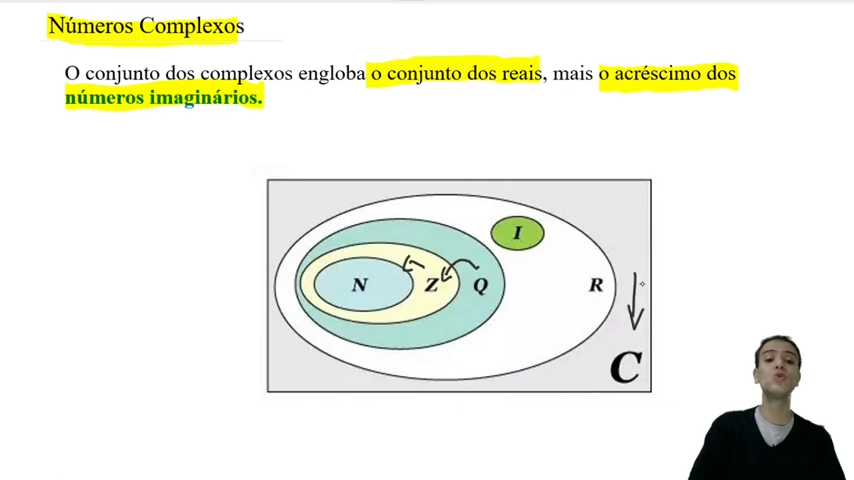 Números Complexos
O conjunto dos complexos engloba o conjunto dos reais, mais o acréscimo dos
números imaginários.
I
N Z Q R
C